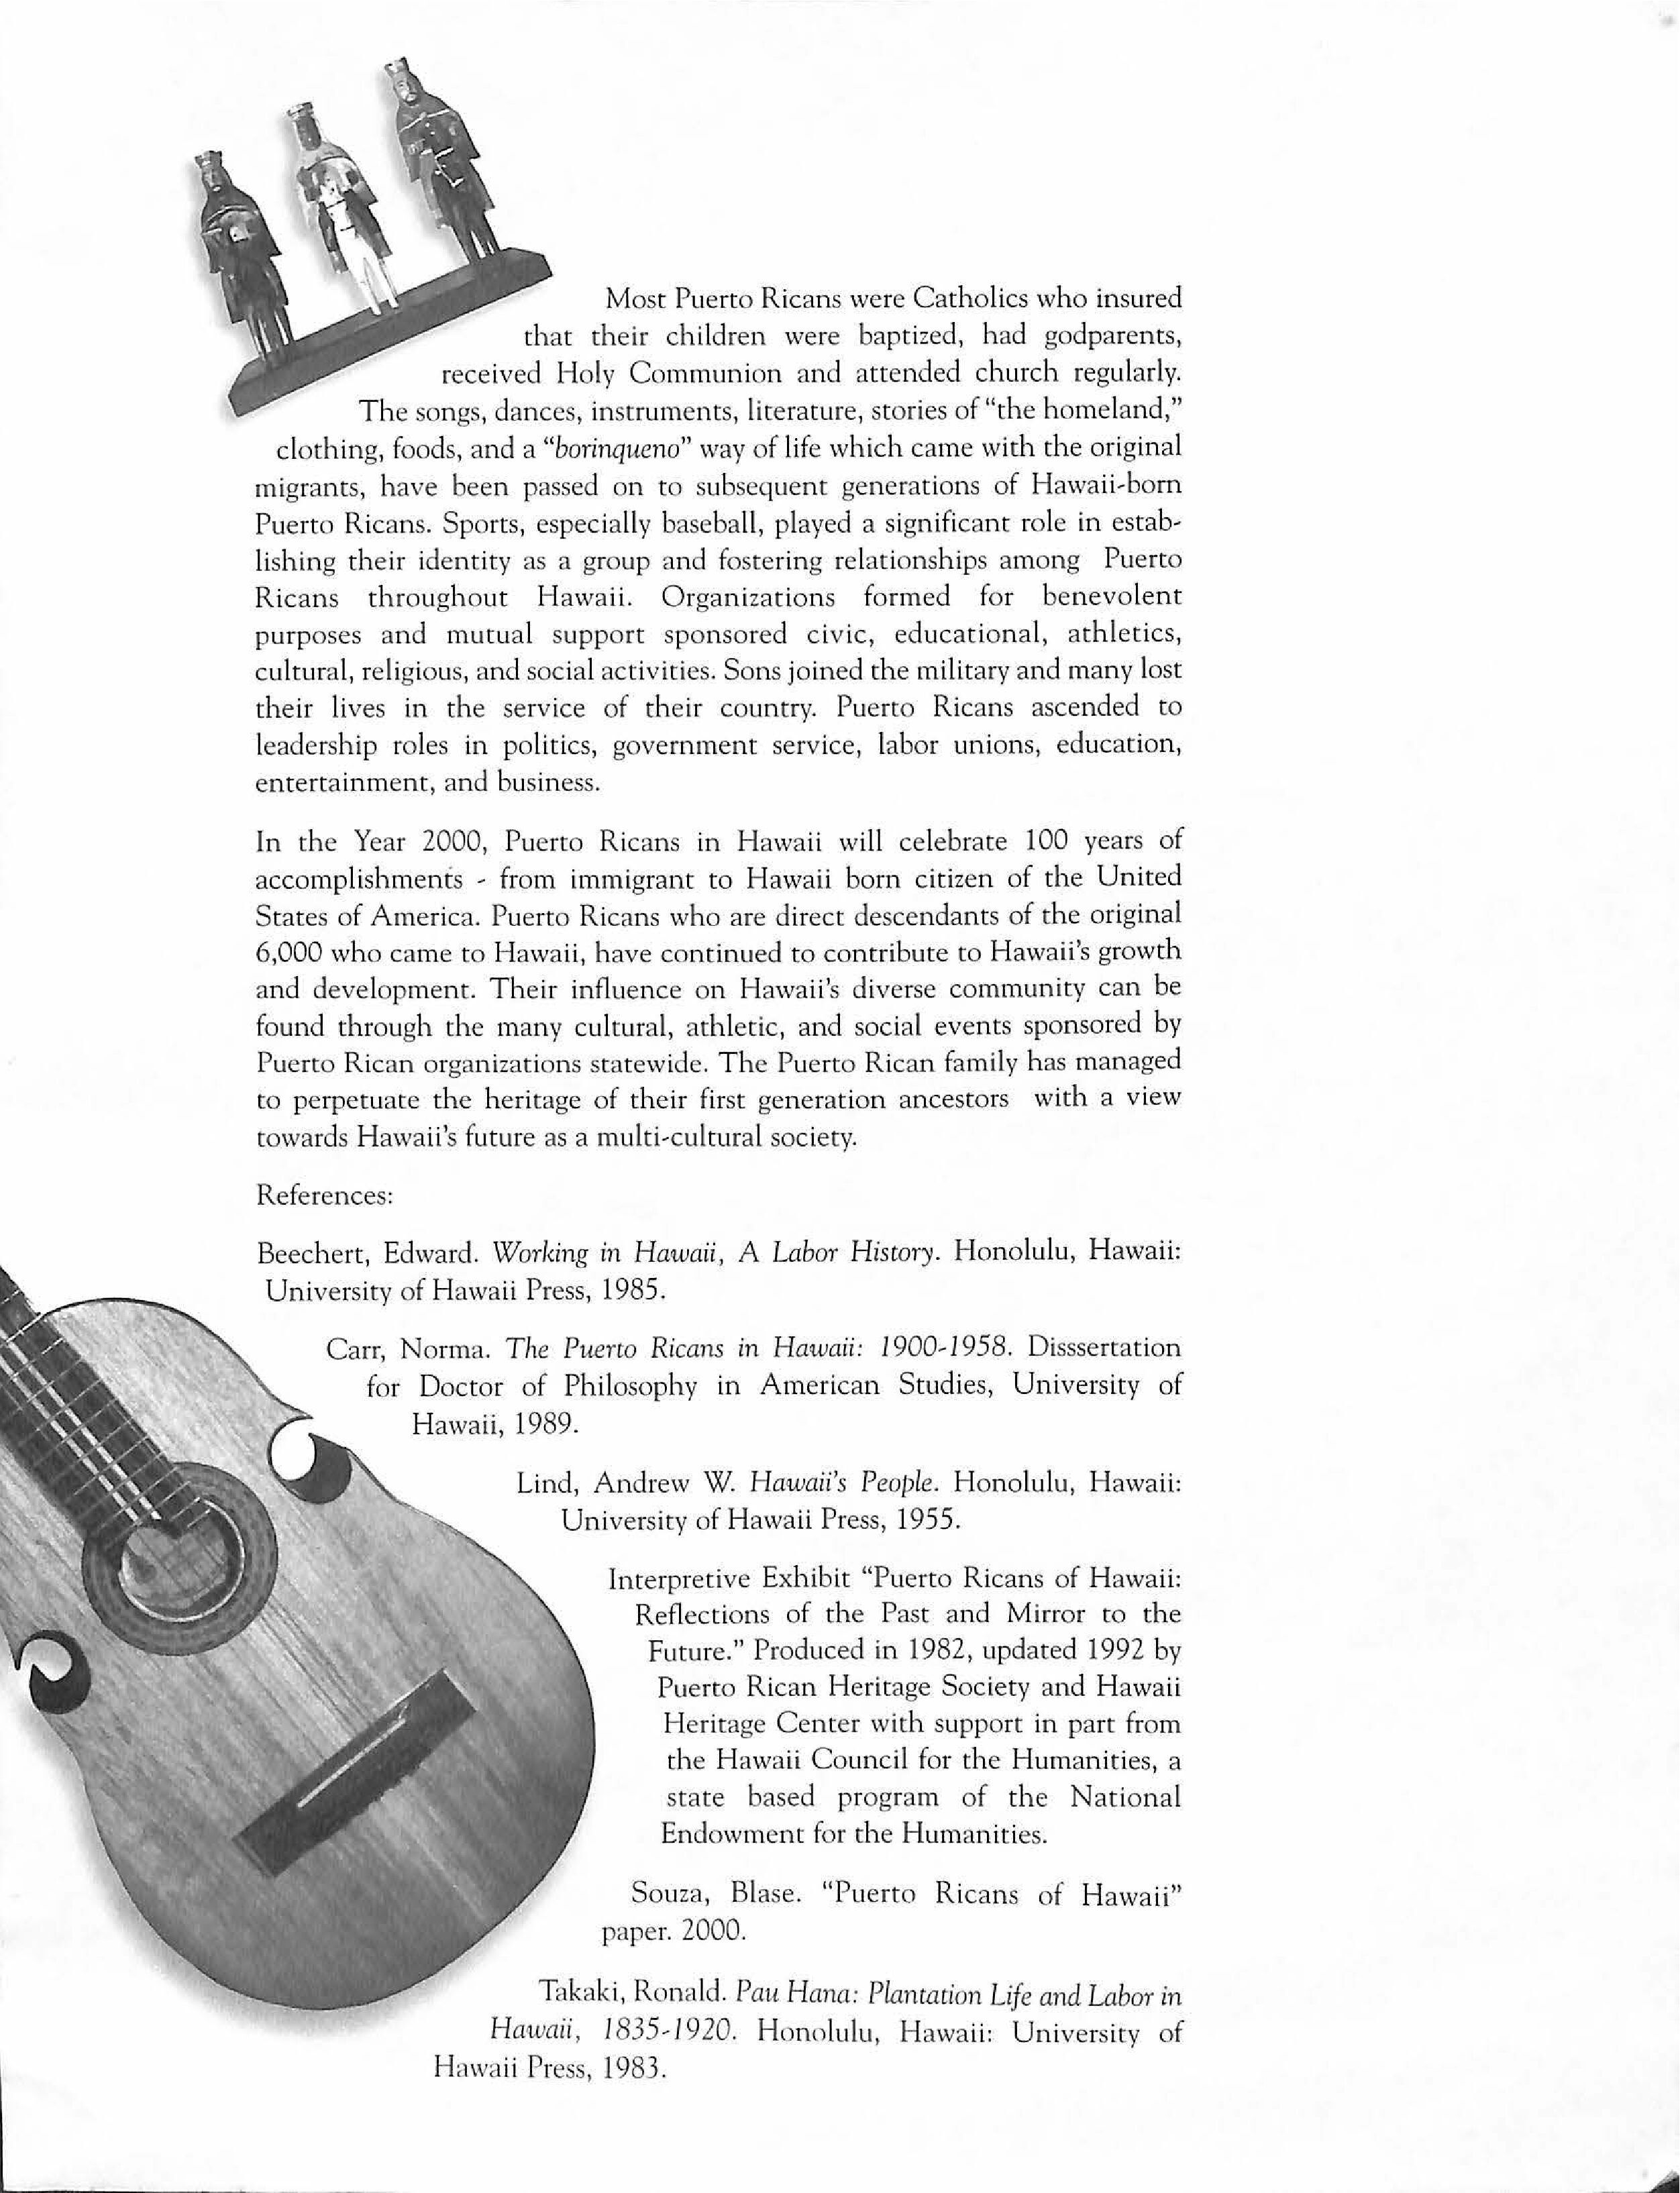 Most Puerto Ricans were Catholics who insured
that their children were baptized, had godparents,
received Holy Communion and attended church regularly.
The songs, dances, instruments, literature, stories of “the homeland,”
clothing, foods, and a “borinqueno” way of life which came with the original
migrants, have been passed on to subsequent generations of Hawaii-born
Puerto Ricans. Sports, especially baseball, played a significant role in estab-
lishing their identity as a group and fostering relationships among Puerto
Ricans throughout Hawaii. Organizations formed for benevolent
purposes and mutual support sponsored civic, educational, athletics,
cultural, religious, and social activities. Sons joined the military and many lost
their lives in the service of their country. Puerto Ricans ascended to
leadership roles in politics, government service, labor unions, education,
entertainment, and business.
In the Year 2000, Puerto Ricans in Hawaii will celebrate 100 years of
accomplishments - from immigrant to Hawaii born citizen of the United
States of America. Puerto Ricans who are direct descendants of the original
6,000 who came to Hawaii, have continued to contribute to Hawaii’s growth
and development. Their influence on Hawaii’s diverse community can be
found through the many cultural, athletic, and social events sponsored by
Puerto Rican organizations statewide. The Puerto Rican family has managed
to perpetuate the heritage of their first generation ancestors with a view
towards Hawaii’s future as a multi-cultural society.
References:
Beechert, Edward. Working in Hawaii, A Labor History. Honolulu, Hawaii:
University of Hawaii Press, 1985.
Carr, Norma. The Puerto Ricans in Hawaii: 1900-1958. Disssertation
for Doctor of Philosophy in American Studies, University of
Hawaii, 1989.
Lind, Andrew W. Hawaii’s People. Honolulu, Hawaii:
University of Hawaii Press, 1955.
Interpretive Exhibit “Puerto Ricans of Hawaii:
Reflections of the Past and Mirror to the
Future.” Produced in 1982, updated 1992 by
Puerto Rican Heritage Society and Hawaii
Heritage Center with support in part from
the Hawaii Council for the Humanities, a
state based program of the National
Endowment for the Humanities.
Souza, Blase. “Puerto Ricans of Hawaii”
paper. 2000.
Takaki, Ronald. Pau Hana: Plantation Life and Labor in
Hawaii, 1835-1920. Honolulu, Hawaii: University of
Hawaii Press, 1983.